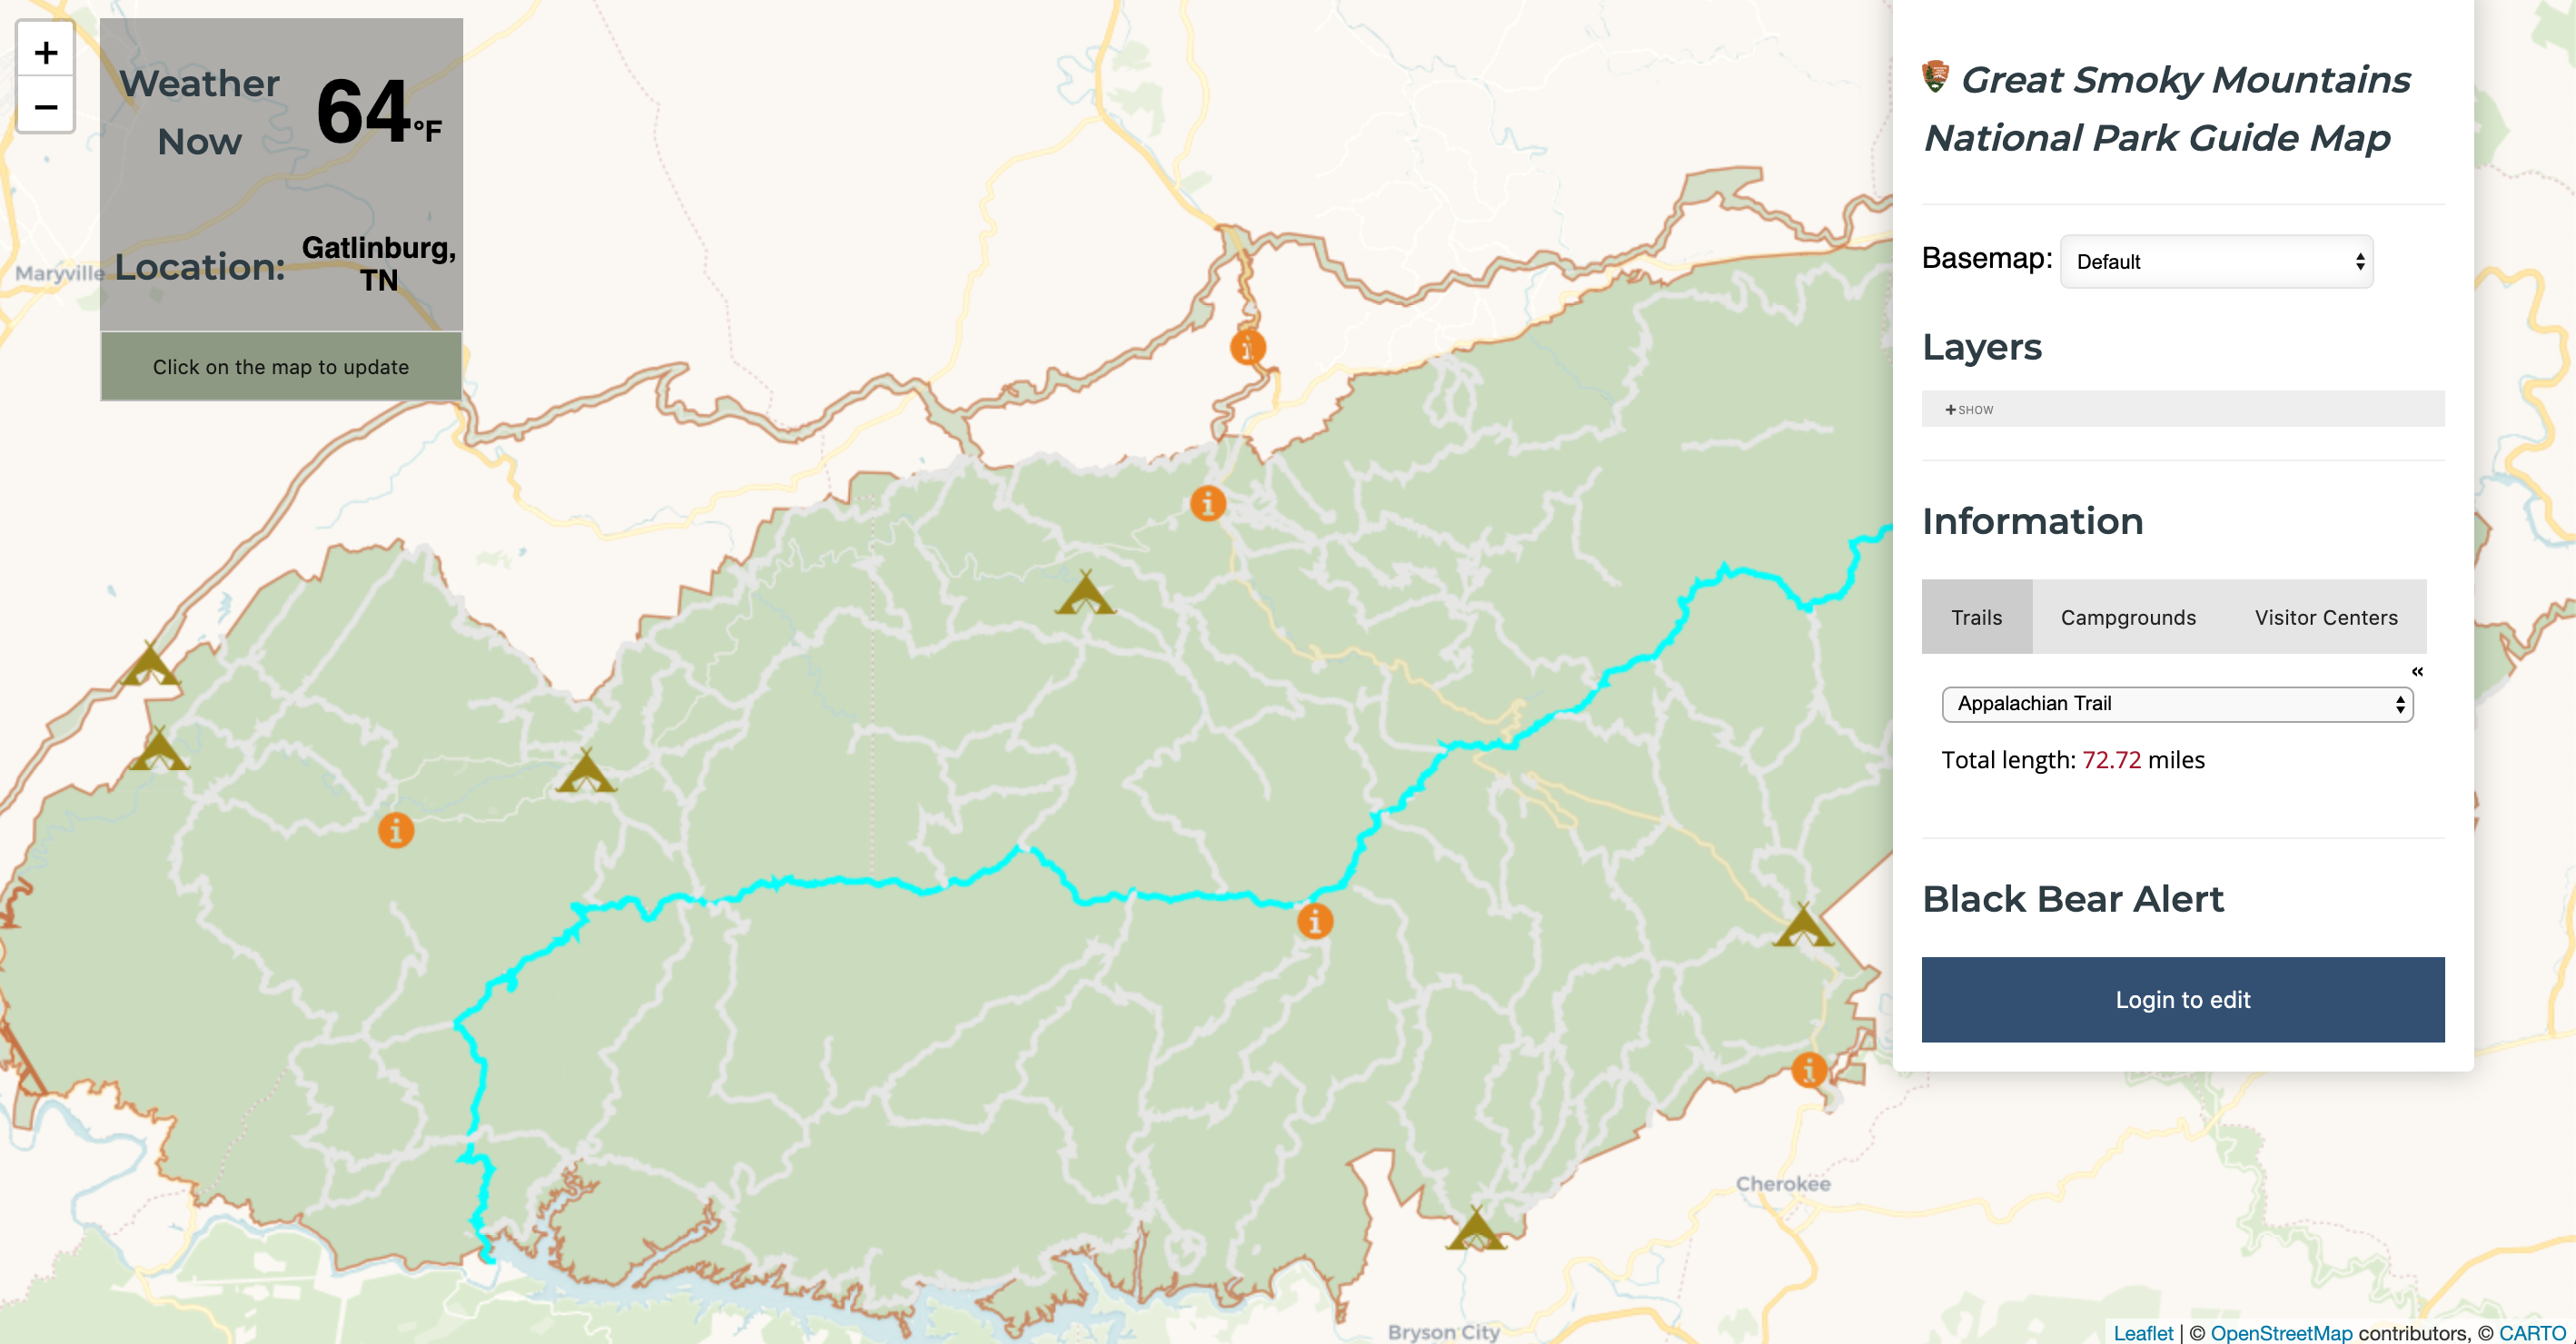 +
−
Weather
Now
64°F
Location:
Gatlinburg,
TN
Click on the map to update
Maryville
Cherokee
Bryson City
Great Smoky Mountains
National Park Guide Map
Basemap: Default
Layers
+SHOW
Information
Trails Campgrounds Visitor Centers
«
Appalachian Trail
Total length: 72.72 miles
Black Bear Alert
Login to edit
Leaflet | © OpenStreetMap contributors, © CARTO